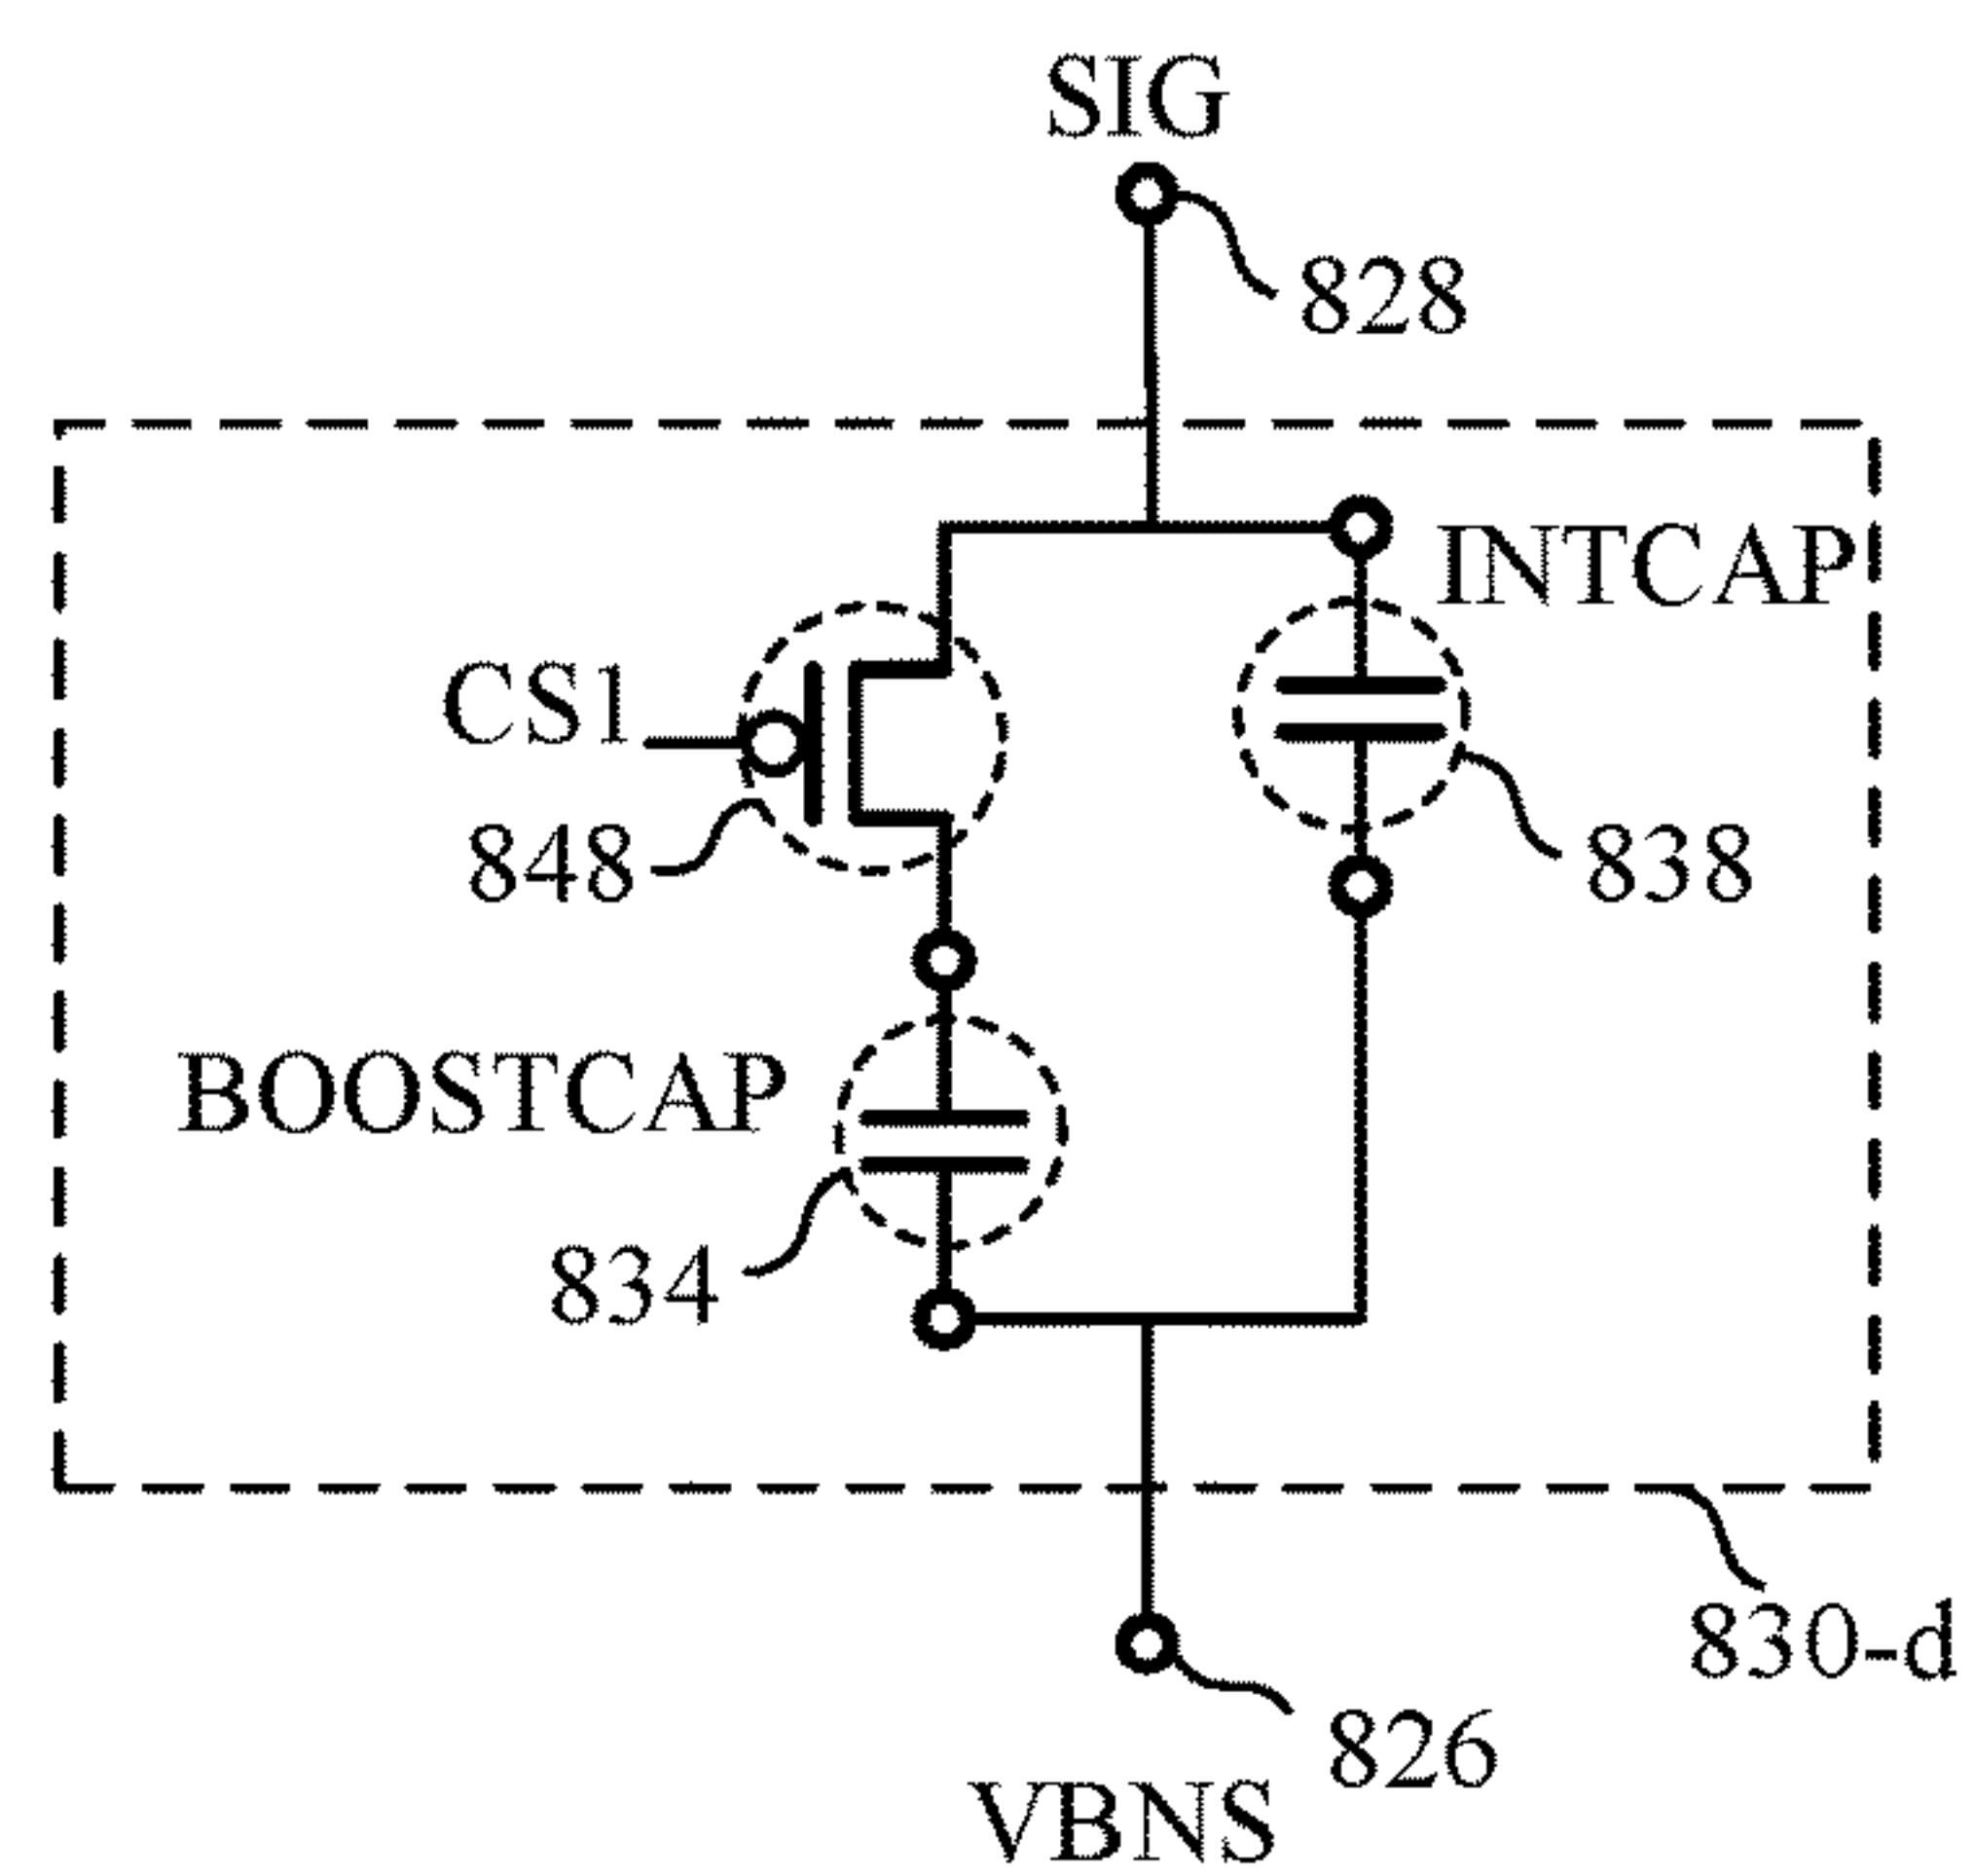 SIG
828
INTCAP
CS1
848
838
BOOSTCAP
834
830-d
826
VBNS